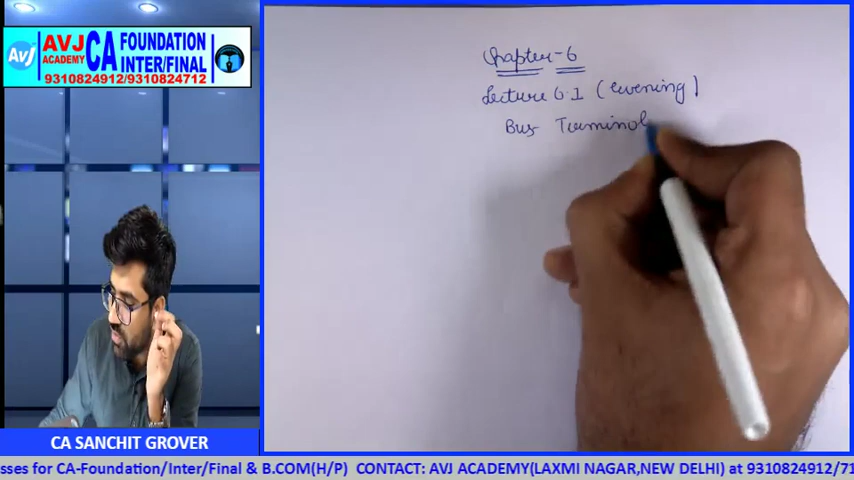 AVJ
AVJ ACADEMY CA FOUNDATION INTER/FINAL
9310824912/9310824712
Chapter-6
Lecture 6.1 (evening)
Bus Terminol
CA SANCHIT GROVER
sses for CA-Foundation/Inter/Final & B.COM(H/P) CONTACT: AVJ ACADEMY(LAXMI NAGAR,NEW DELHI) at 9310824912/71